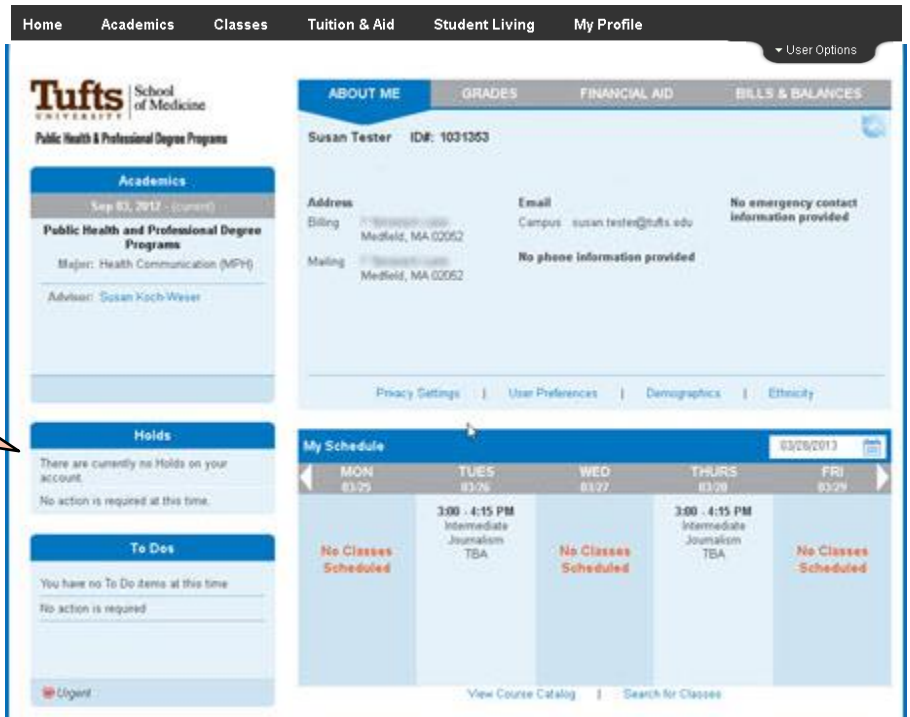 Home Academics Classes Tuition & Aid Student Living My Profile
User Options
Tufts School
UNIVERSITY of Medicine
Public Health & Professional Degree Programs
Academics
Sep 03, 2012 - (current)
Public Health and Professional Degree
Programs
Major: Health Communication (MPH)
Advisor: Susan Koch-Weser
Holds
There are currently no Holds on your
account
No action is required at this time.
To Dos
You have no To Do items at this time
No action is required
Urgent
ABOUT ME GRADES FINANCIAL AID BILLS & BALANCES
Susan Tester ID#: 1031353
Address
Billing
Medfield, MA 02052
Mailing
Medfield, MA 02052
Email
Campus susan.tester@tufts.edu
No phone information provided
No emergency contact
information provided
Privacy Settings | User Preferences | Demographics | Ethnicity
My Schedule 03/28/2013
MON TUES WED THURS FRI
03/25 03/26 03/27 03/28 03/29
No Classes
Scheduled
3:00 - 4:15 PM
Intermediate
Journalism
TBA
No Classes
Scheduled
3:00 - 4:15 PM
Intermediate
Journalism
TBA
No Classes
Scheduled
View Course Catalog | Search for Classes